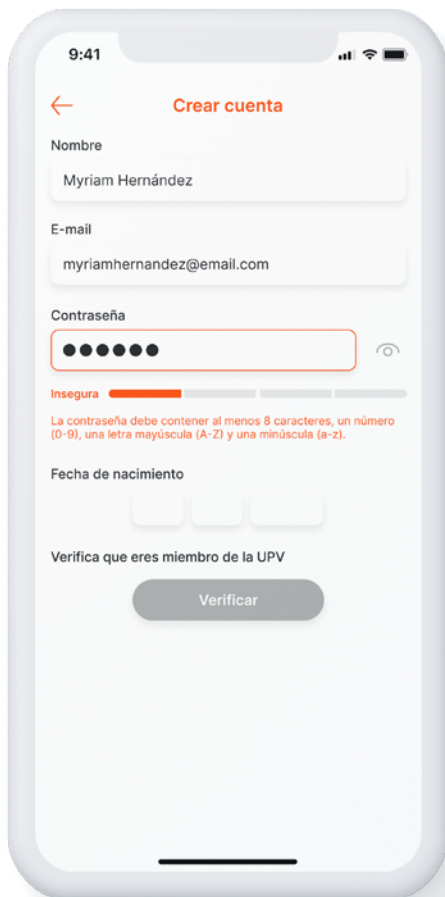 9:41
Crear cuenta
Nombre
Myriam Hernández
E-mail
myriamhernandez@email.com
Contraseña
●●●●●●
Insegura
La contraseña debe contener al menos 8 caracteres, un número
(0-9), una letra mayúscula (A-Z) y una minúscula (a-z).
Fecha de nacimiento
Verifica que eres miembro de la UPV
Verificar